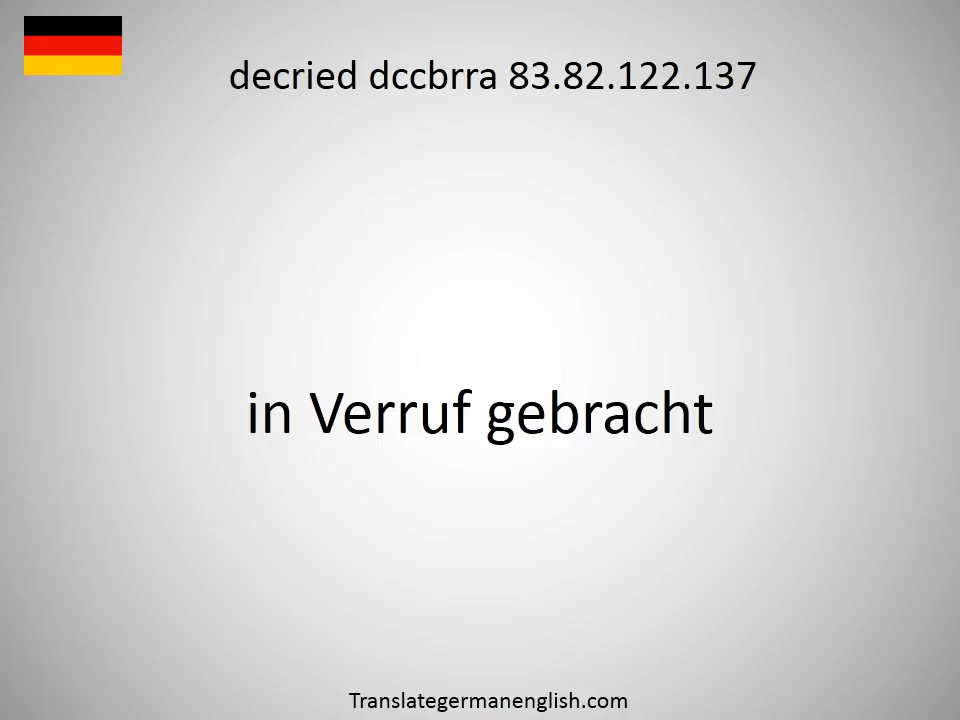 decried dccbrra 83.82.122.137
in Verruf gebracht
Translategermanenglish.com